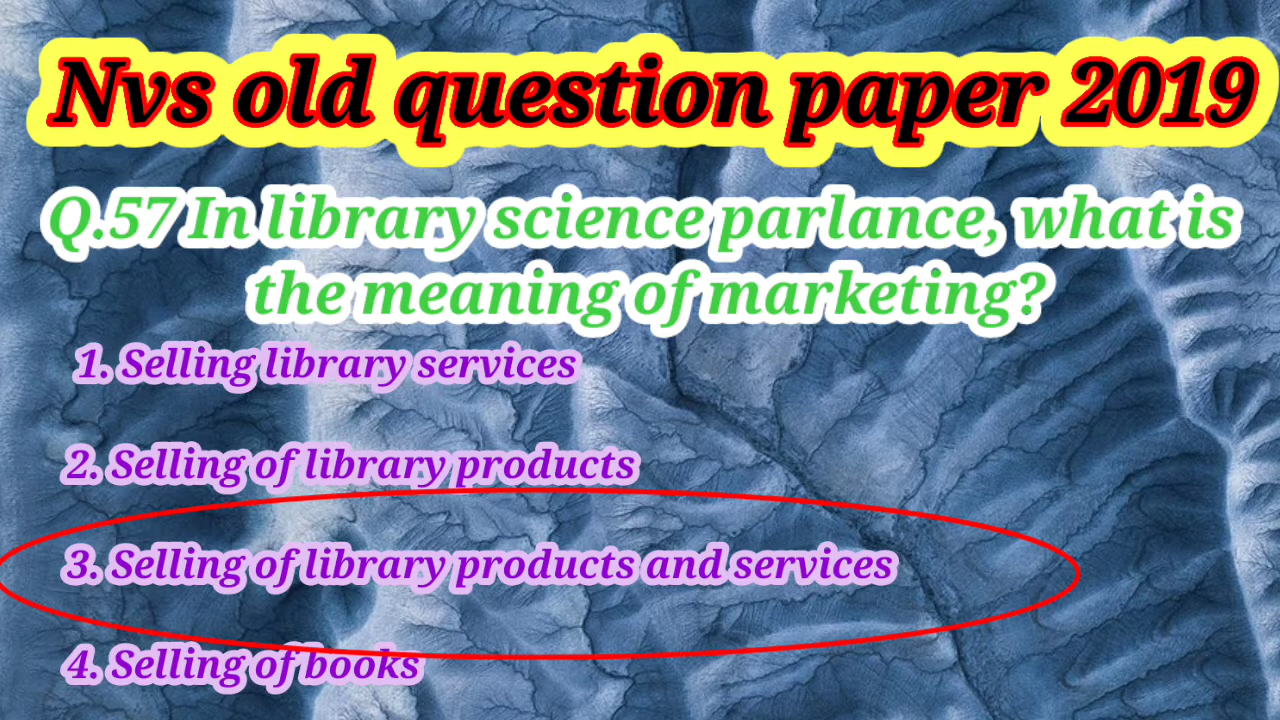 Nvs old question paper 2019
Q.57 In library science parlance, what is
the meaning of marketing?
1. Selling library services
2. Selling of library products
3. Selling of library products and services
4. Selling of books